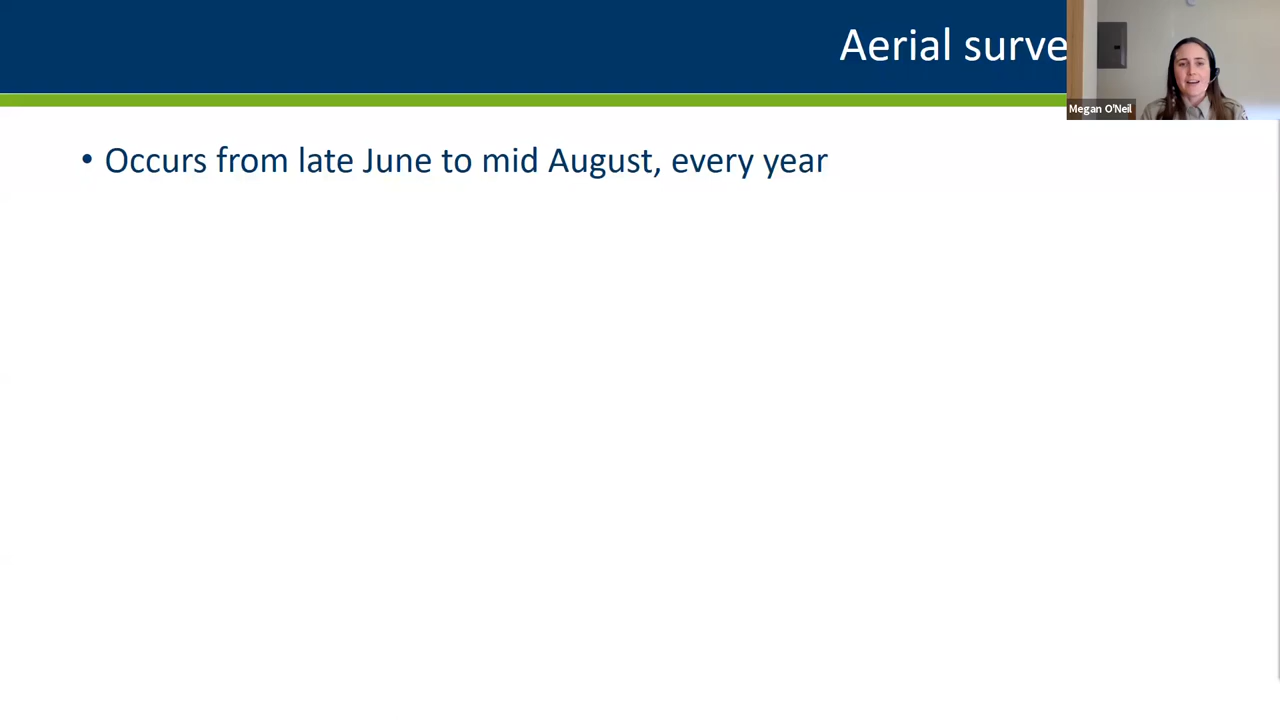 Aerial surve
Megan O'Neil
• Occurs from late June to mid August, every year